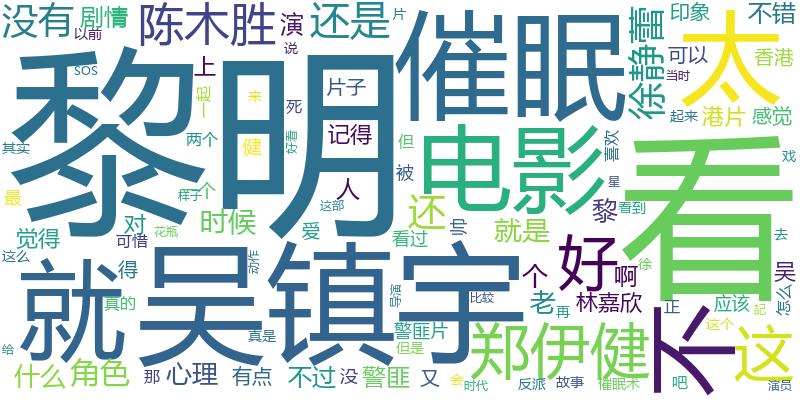 没有
剧情
以前
陈木胜
演
说
还是
片
催眠
徐静蕾
印象
不错
可以
当时
香港
太
SOS
上
一起
来
死
片子
港片
起来
感觉
黎明
其实
两个
健
好看
记得
但
电影
喜欢
戏
看
最
样子
一个
这部
人
被
星
黎
看到
觉得
对
花瓶
时候
爱
还
帅
就是
可惜
看过
去
这么
得
吴镇宇
动作
个
好
啊
徐
吴
怎么
就
真的
导演
比较
老
再
林嘉欣
正
应该
記
不
真是
警匪片
郑伊健
这个
这
给
但是
什么
角色
那
心理
有点
不过
没
警匪
又
会
时代
反派
故事
催眠术
吧
演员